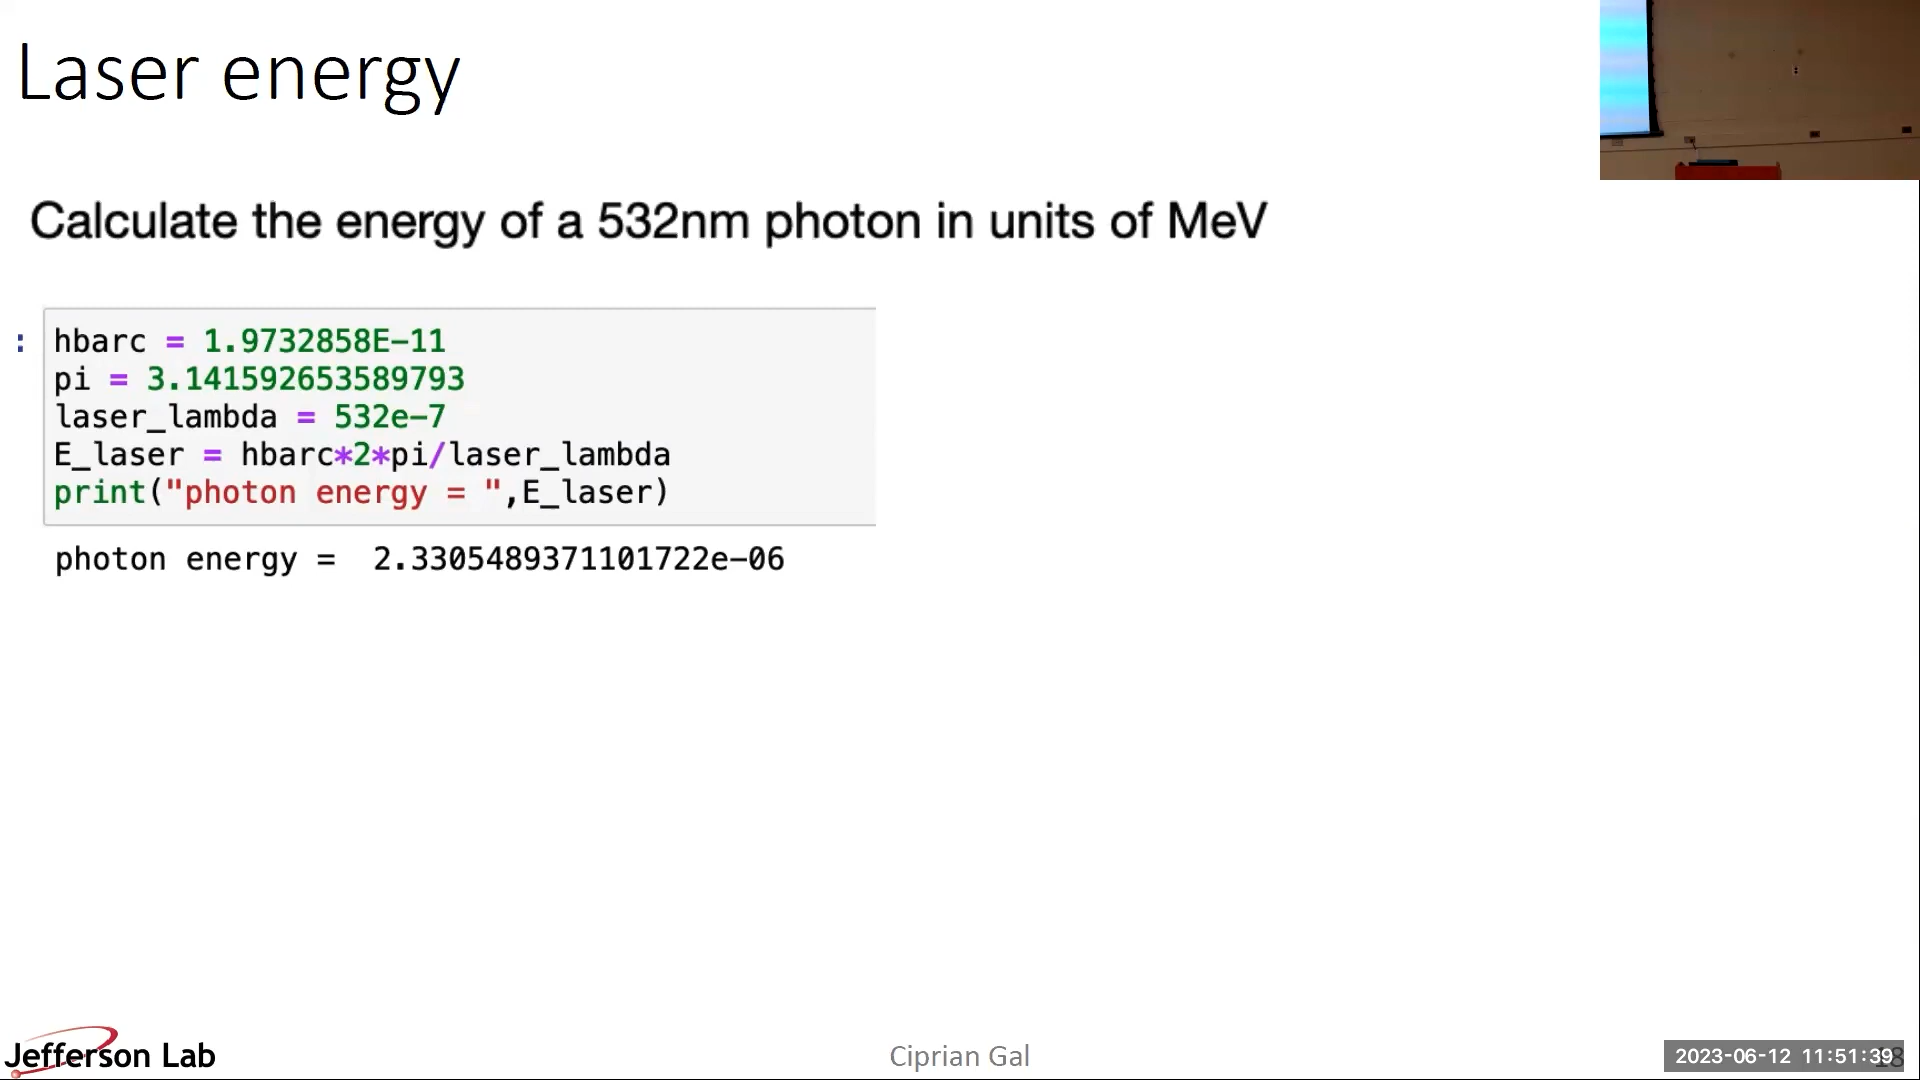 Laser energy
Calculate the energy of a 532nm photon in units of MeV
:
hbarc = 1.9732858E-11
pi = 3.141592653589793
laser_lambda = 532e-7
E_laser = hbarc*2*pi/laser_lambda
print("photon energy = ",E_laser)
photon energy =  2.3305489371101722e-06
Jefferson Lab
Ciprian Gal
2023-06-12 11:51:39
18